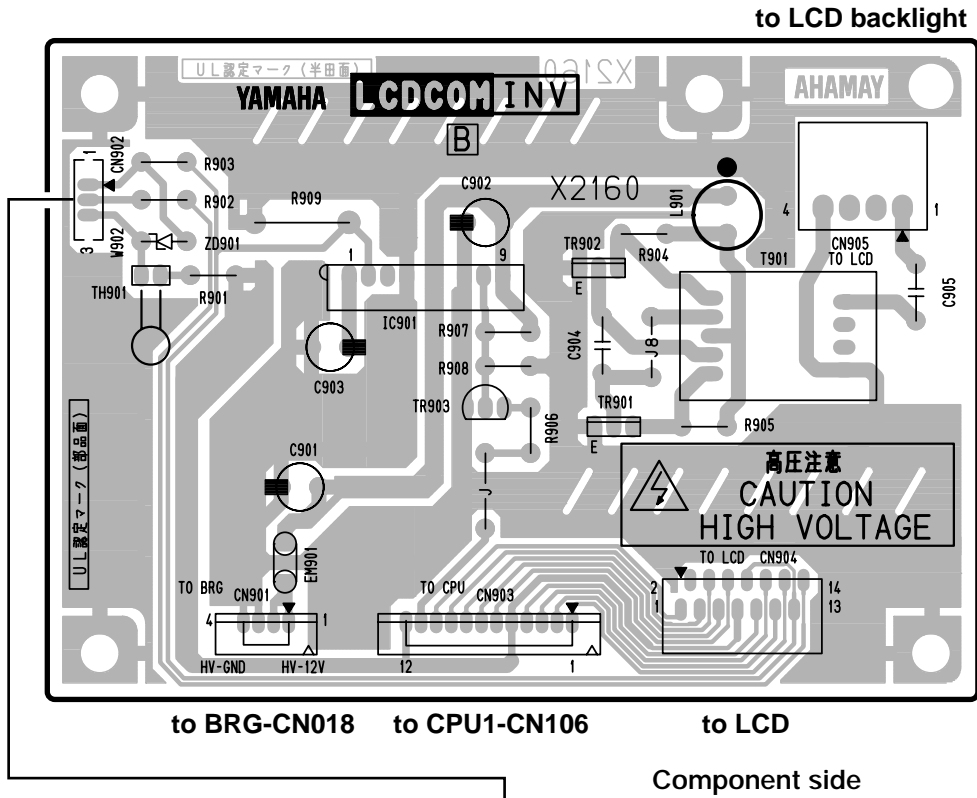 to LCD backlight
UL認定マーク(半田面)
X2160
YAMAHA LCDCOM INV
YAMAHA
B
1
CN902
R903
R902
3
W902
ZD901
R909
C902
X2160
L901
4
1
CN905
TO LCD
TH901
R901
1
9
IC901
TR902
E
R904
T901
C905
C903
R907
R908
C904
J8
TR903
R906
TR901
E
R905
UL認定マーク(部品面)
C901
J
高圧注意
CAUTION
HIGH VOLTAGE
EM901
TO BRG
CN901
4
1
HV-GND
HV-12V
TO CPU
CN903
12
1
TO LCD
CN904
2
14
1
13
to BRG-CN018
to CPU1-CN106
to LCD
Component side